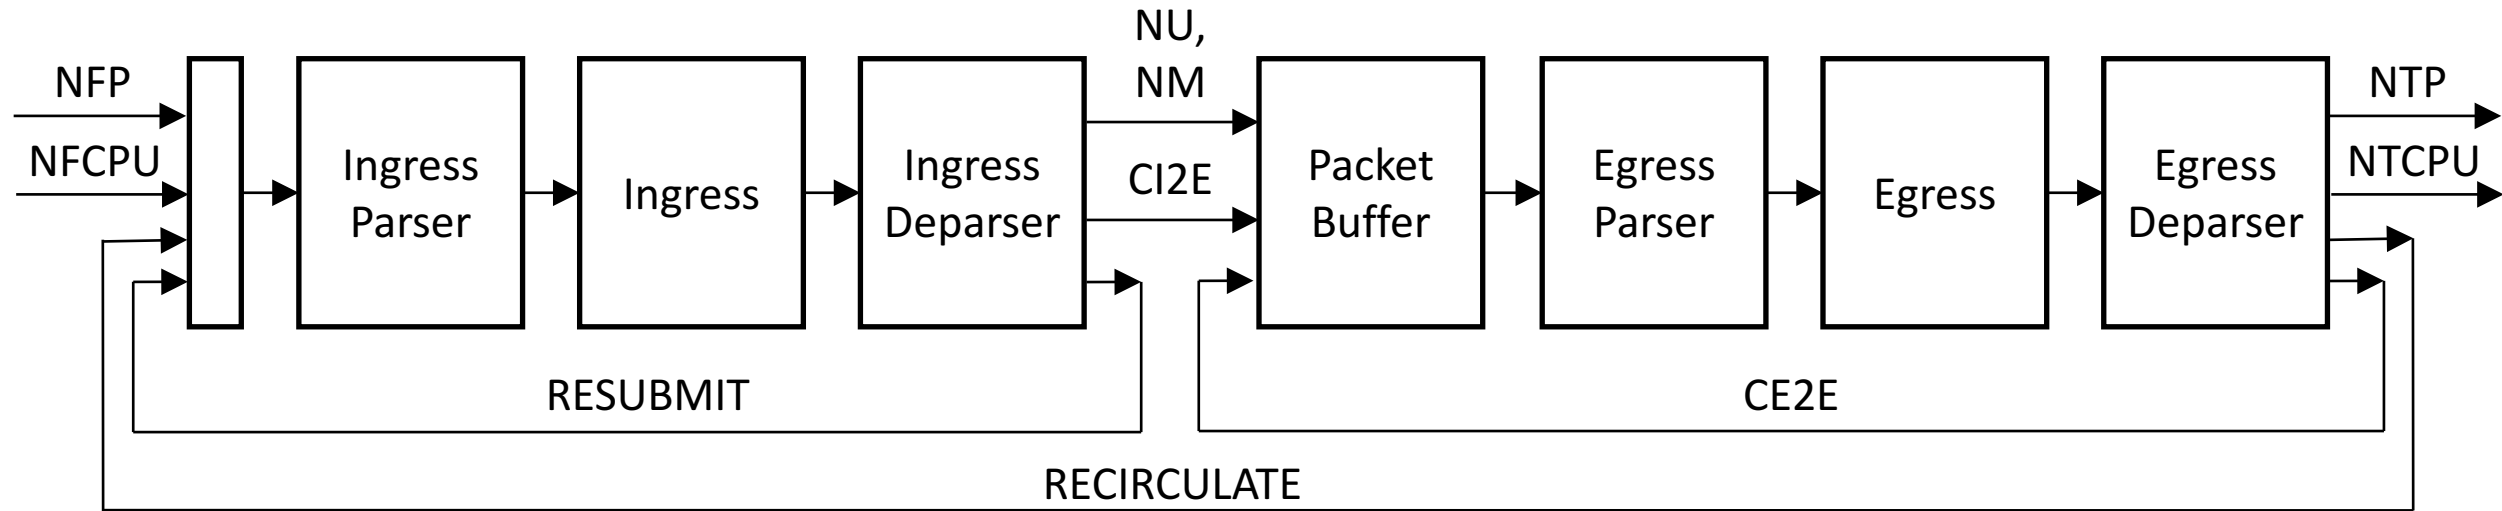 NU,
NM
NFP
NFCPU
Ingress
Parser
Ingress
Ingress
Deparser
CI2E
Packet
Buffer
Egress
Parser
Egress
Egress
Deparser
NTP
NTCPU
RESUBMIT
CE2E
RECIRCULATE